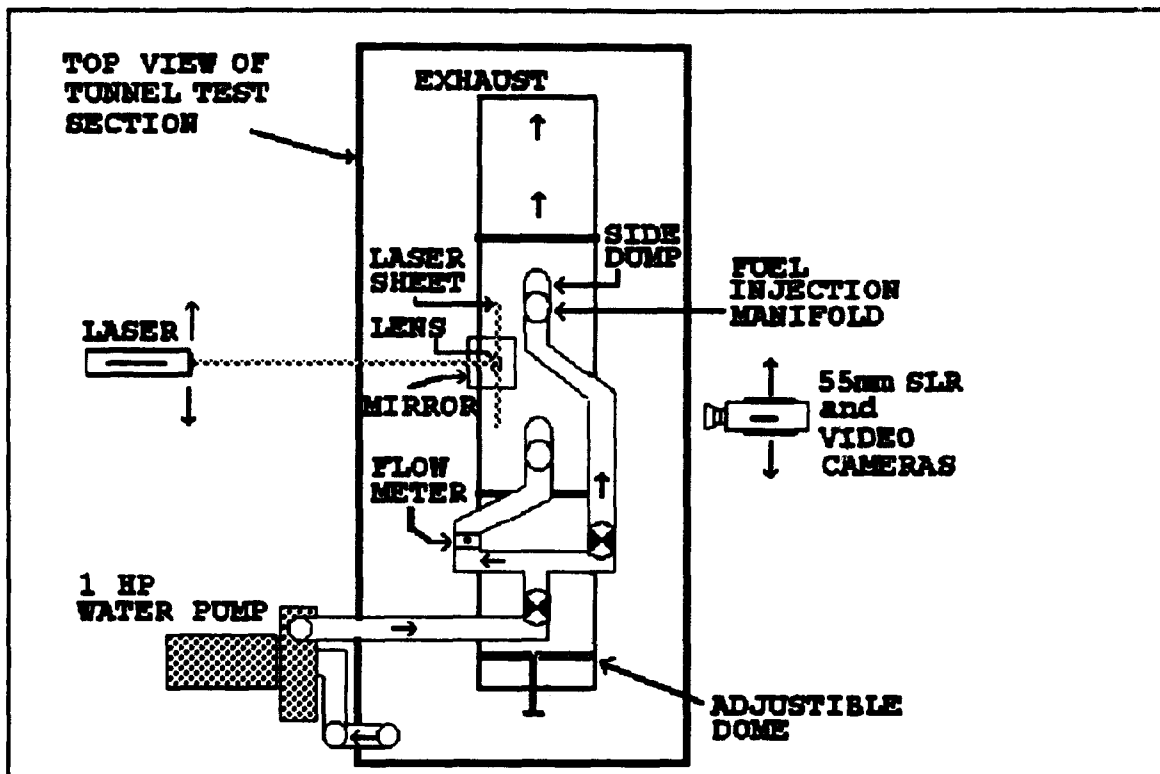 TOP VIEW OF
TUNNEL TEST
SECTION
EXHAUST
SIDE
DUMP
LASER
SHEET
FUEL
INJECTION
MANIFOLD
LASER
LENS
MIRROR
55mm SLR
and
VIDEO
CAMERAS
FLOW
METER
1 HP
WATER PUMP
ADJUSTIBLE
DOME